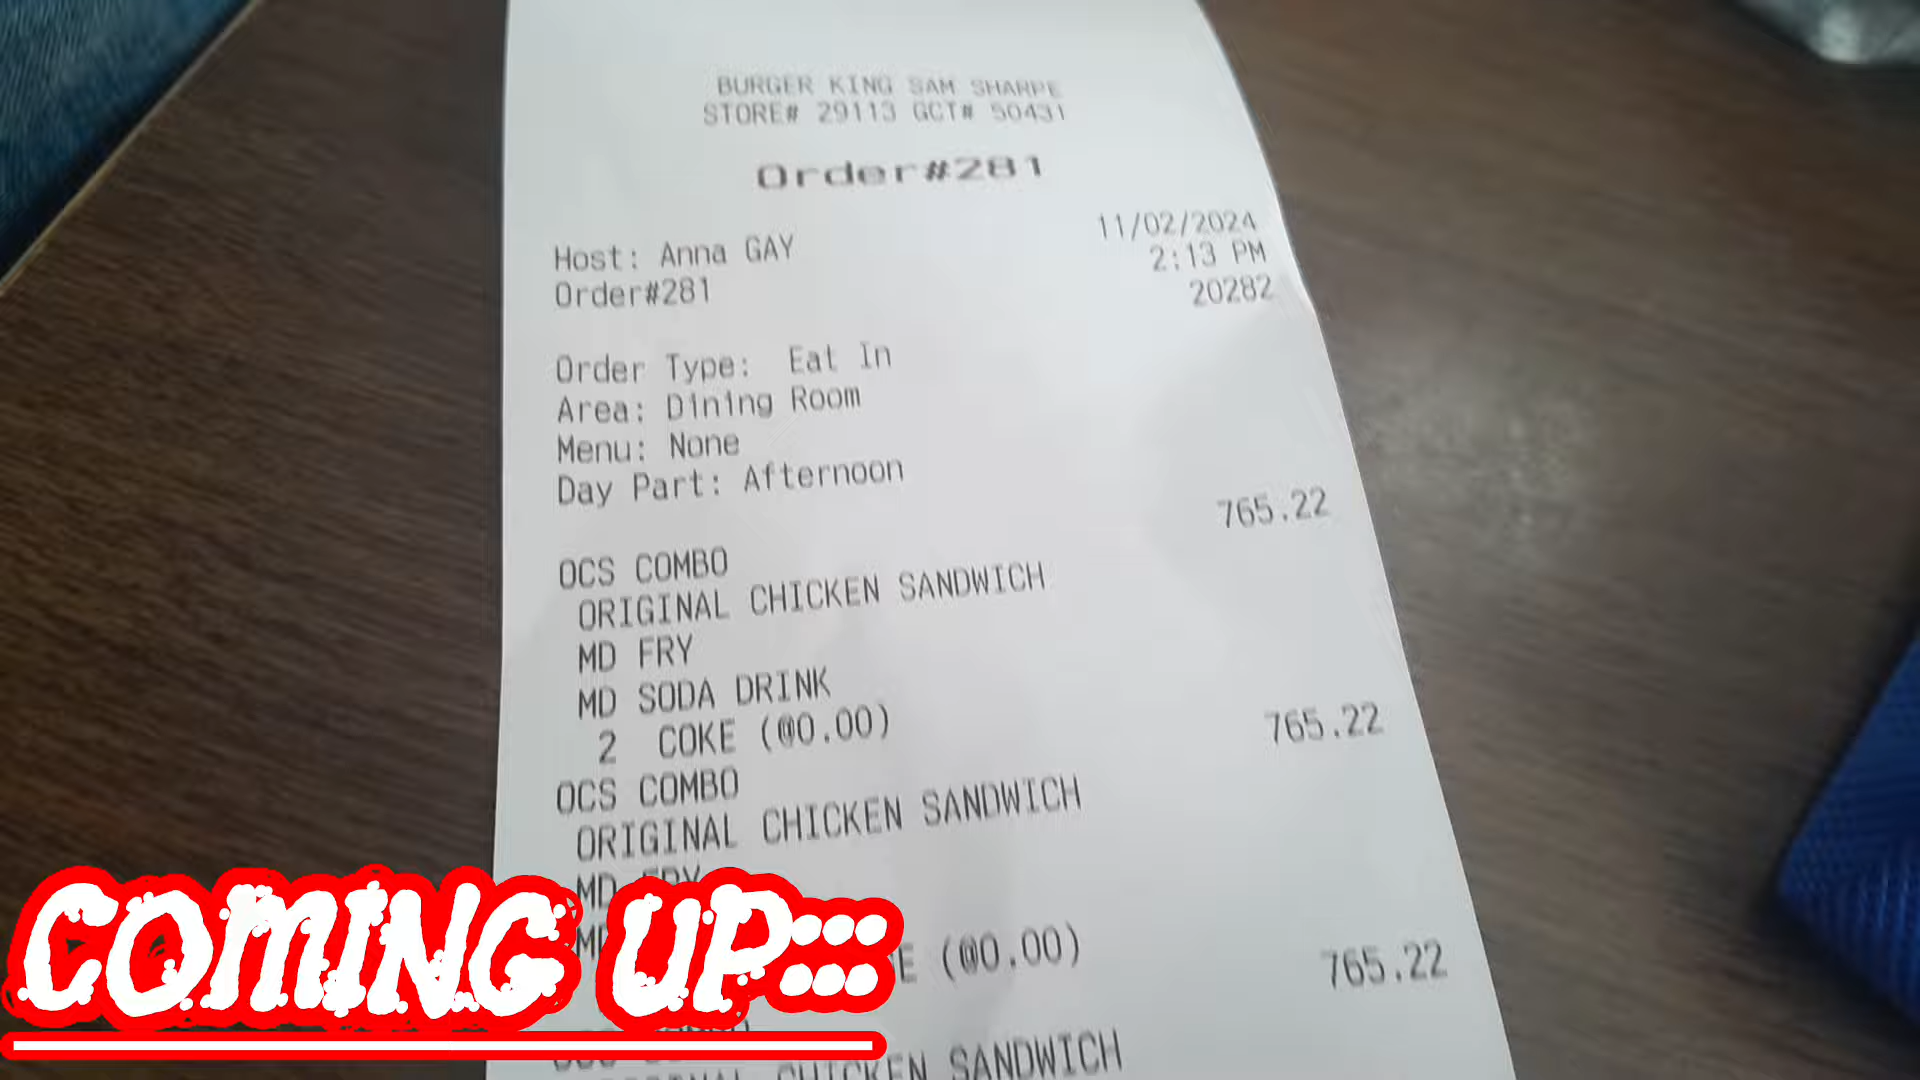 BURGER KING SAM SHARPE
STORE# 29113 GCT# 50431
Order#281
11/02/2024
Host: Anna GAY 2:13 PM
Order#281 20282
Order Type: Eat In
Area: Dining Room
Menu: None
Day Part: Afternoon
765.22
OCS COMBO
ORIGINAL CHICKEN SANDWICH
MD FRY
MD SODA DRINK
2 COKE (@0.00)
765.22
OCS COMBO
ORIGINAL CHICKEN SANDWICH
MD FRY
(@0.00)
765.22
CHICKEN SANDWICH
COMING UP:::